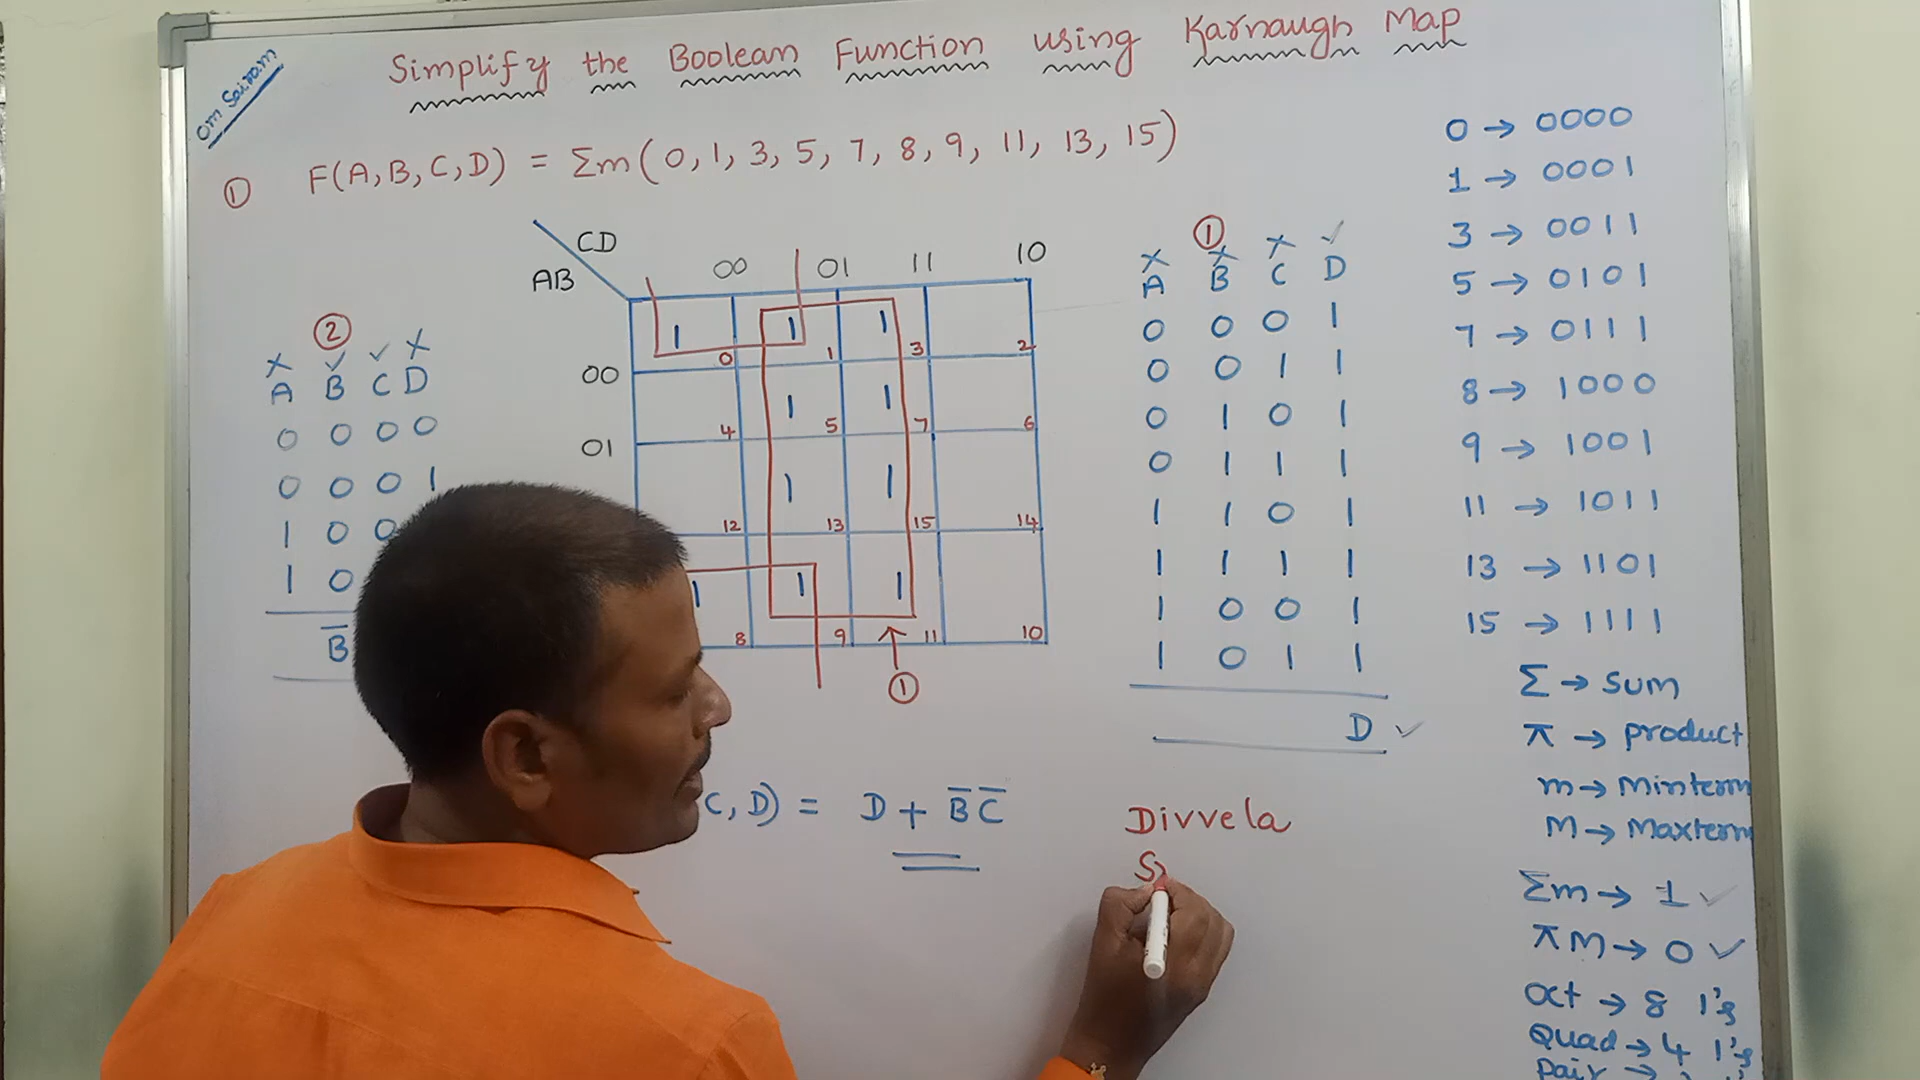 Om Sairam
Simplify the Boolean Function using Karnaugh Map
① F(A,B,C,D) = Σm(0, 1, 3, 5, 7, 8, 9, 11, 13, 15)
CD
AB
00 01 11 10
00
01
1 1 1
0 1 3 2
1 1
4 5 7 6
1 1
12 13 15 14
1 1 1
8 9 11 10
①
②
× ✓ ✓ ×
A B C D
0 0 0 0
0 0 0 1
1 0 0
1 0
B̅
①
× × × ✓
A B C D
0 0 0 1
0 0 1 1
0 1 0 1
0 1 1 1
1 1 0 1
1 1 1 1
1 0 0 1
1 0 1 1
D ✓
C, D) = D + B̅ C̅
Divvela
0 → 0000
1 → 0001
3 → 0011
5 → 0101
7 → 0111
8 → 1000
9 → 1001
11 → 1011
13 → 1101
15 → 1111
Σ → sum
π → product
m → Minterm
M → Maxterm
Σm → 1 ✓
πM → 0 ✓
Oct → 8 1's
Quad → 4 1's
Pair →